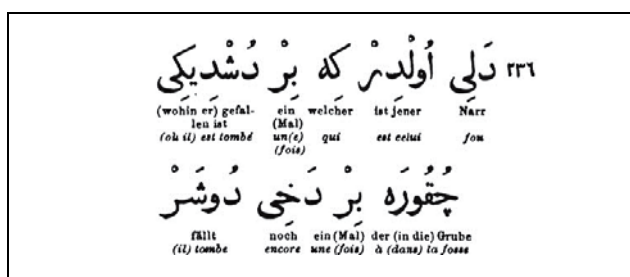 ٢٣٦ دَلِي اُولْدِرْ كِه بِرْ دُشْدِيكِى
(wohin er) gefal-len ist ein (Mal) welcher ist jener Narr
(où il) est tombé un(e) (fois) qui est celui fou
چُقُورَه بِرْ دَخِى دُوشَرْ
fällt noch ein (Mal) der (in die) Grube
(il) tombe encore une (fois) à (dans) la fosse